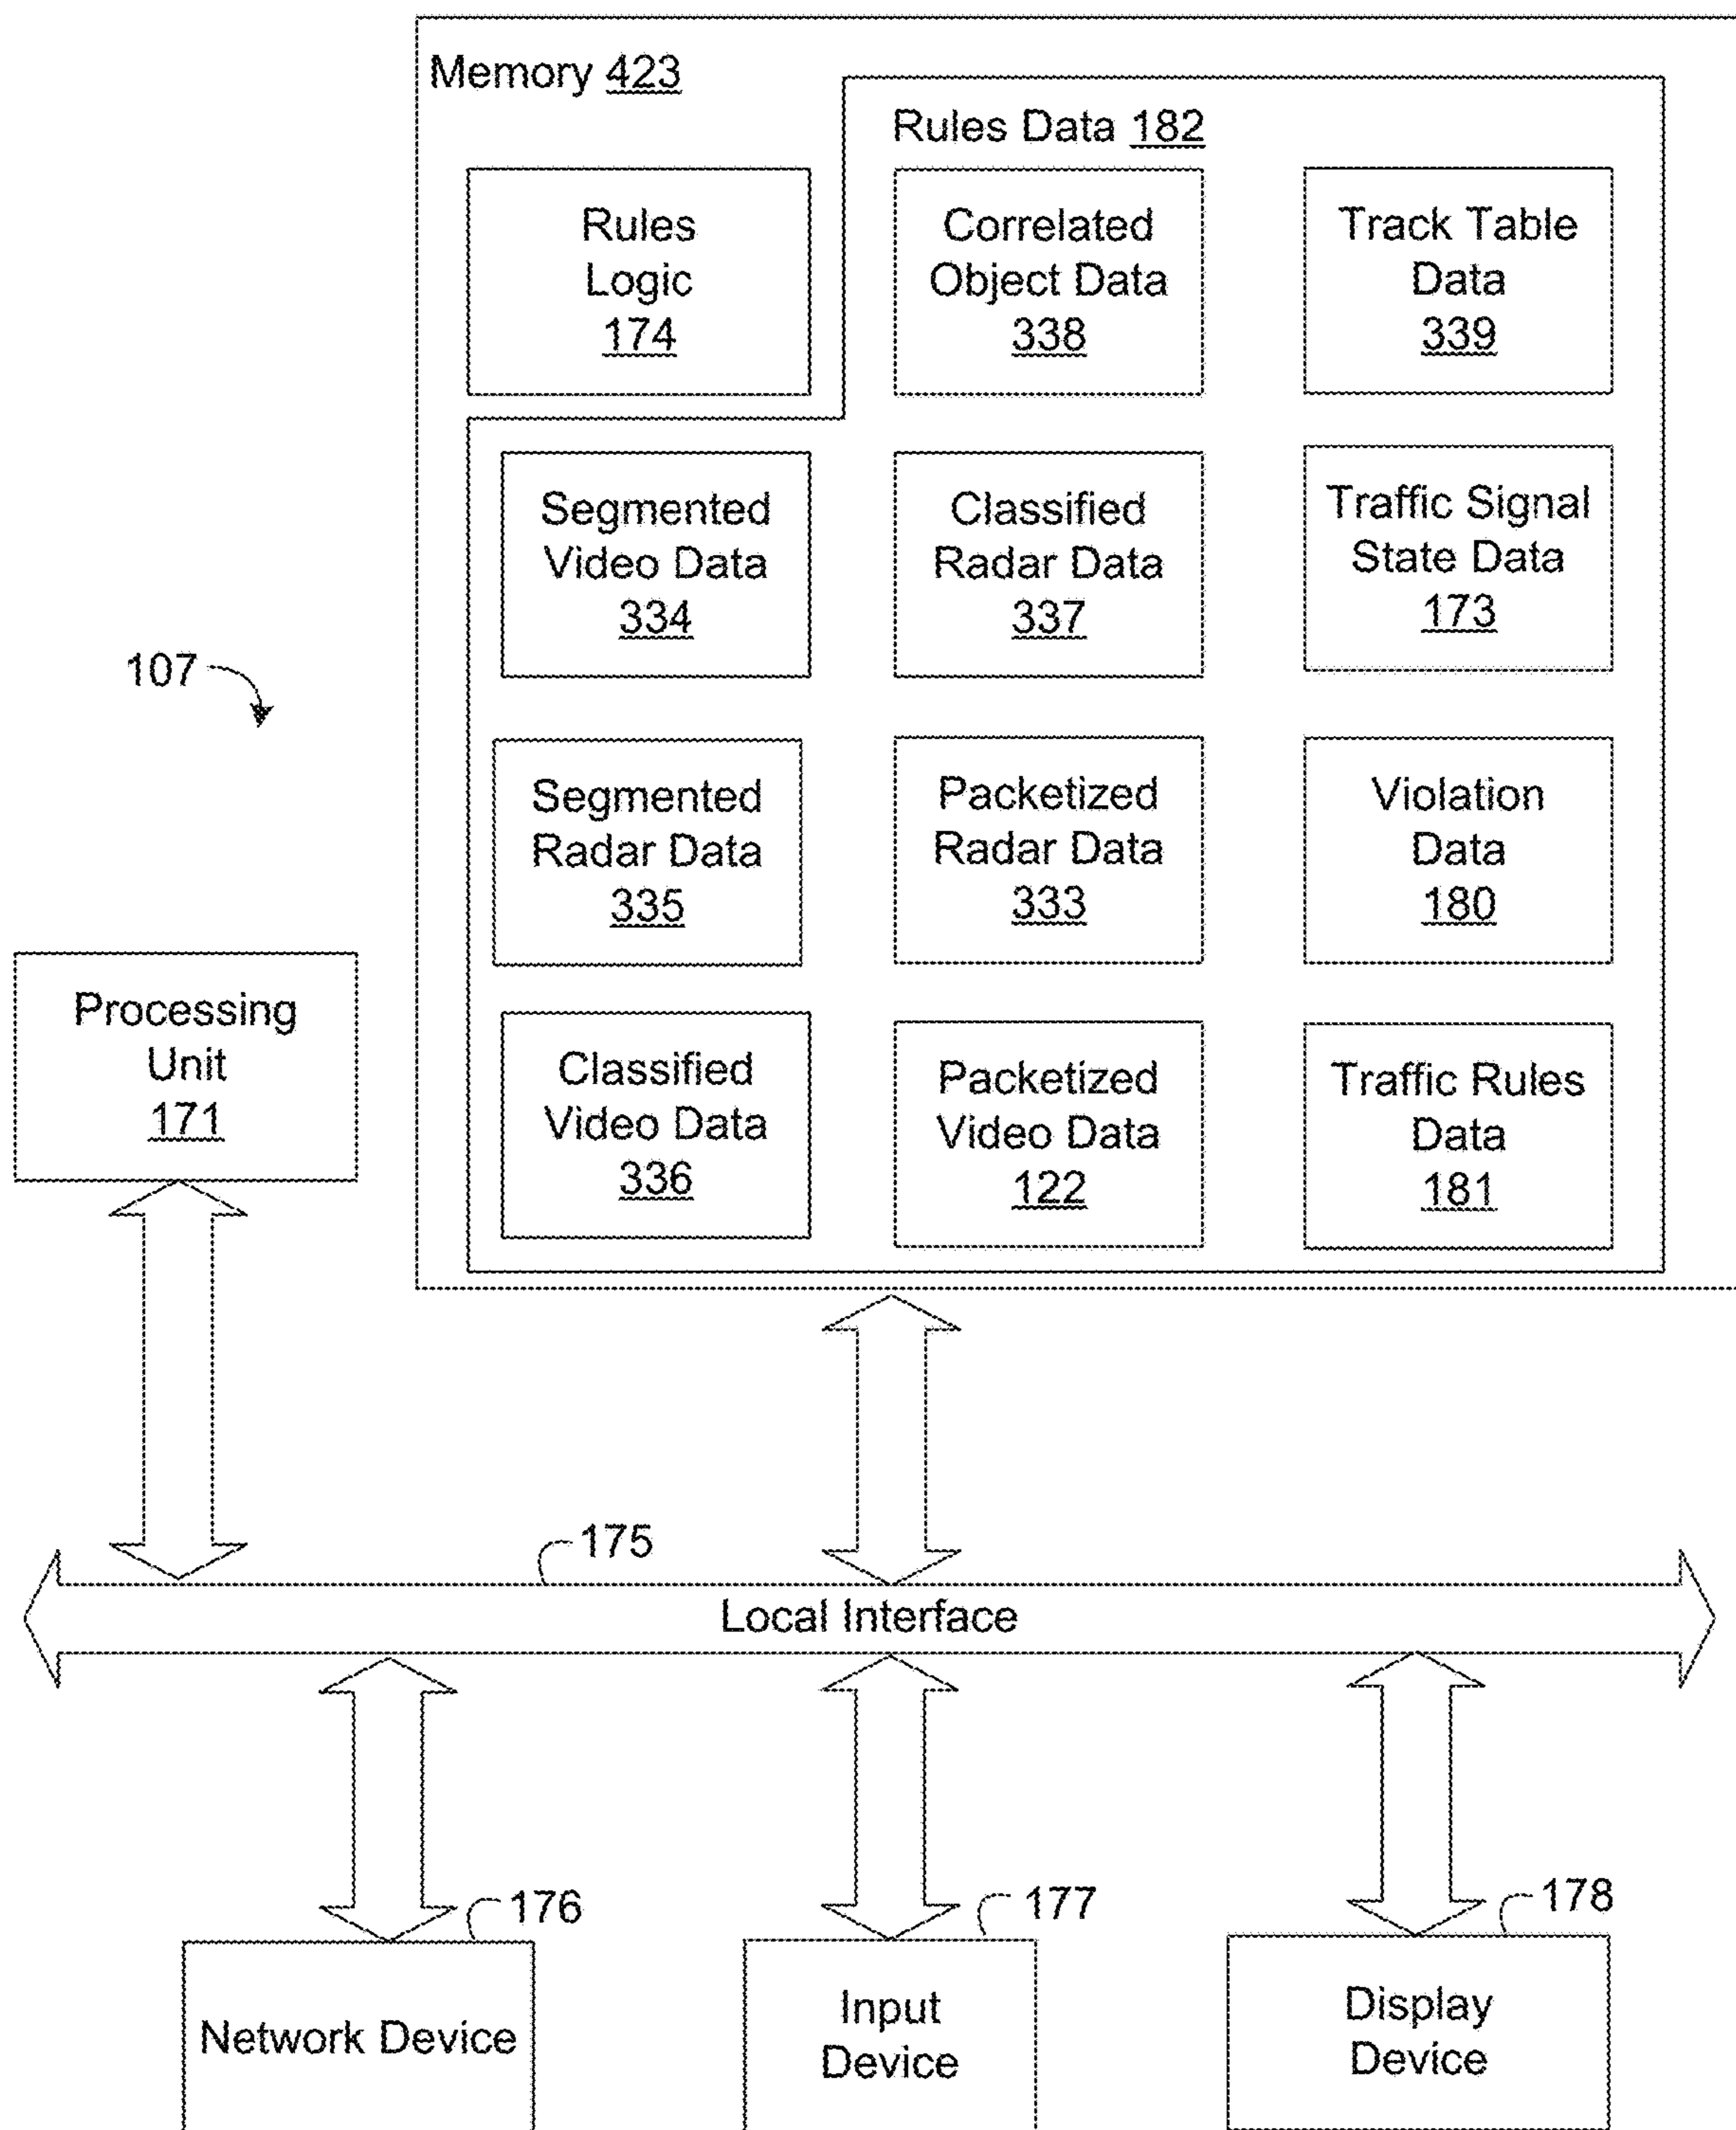 Memory 423
Rules Data 182
Rules
Logic
174
Correlated
Object Data
338
Track Table
Data
339
Segmented
Video Data
334
Classified
Radar Data
337
Traffic Signal
State Data
173
107
Segmented
Radar Data
335
Packetized
Radar Data
333
Violation
Data
180
Processing
Unit
171
Classified
Video Data
336
Packetized
Video Data
122
Traffic Rules
Data
181
175
Local Interface
176
177
178
Network Device
Input
Device
Display
Device